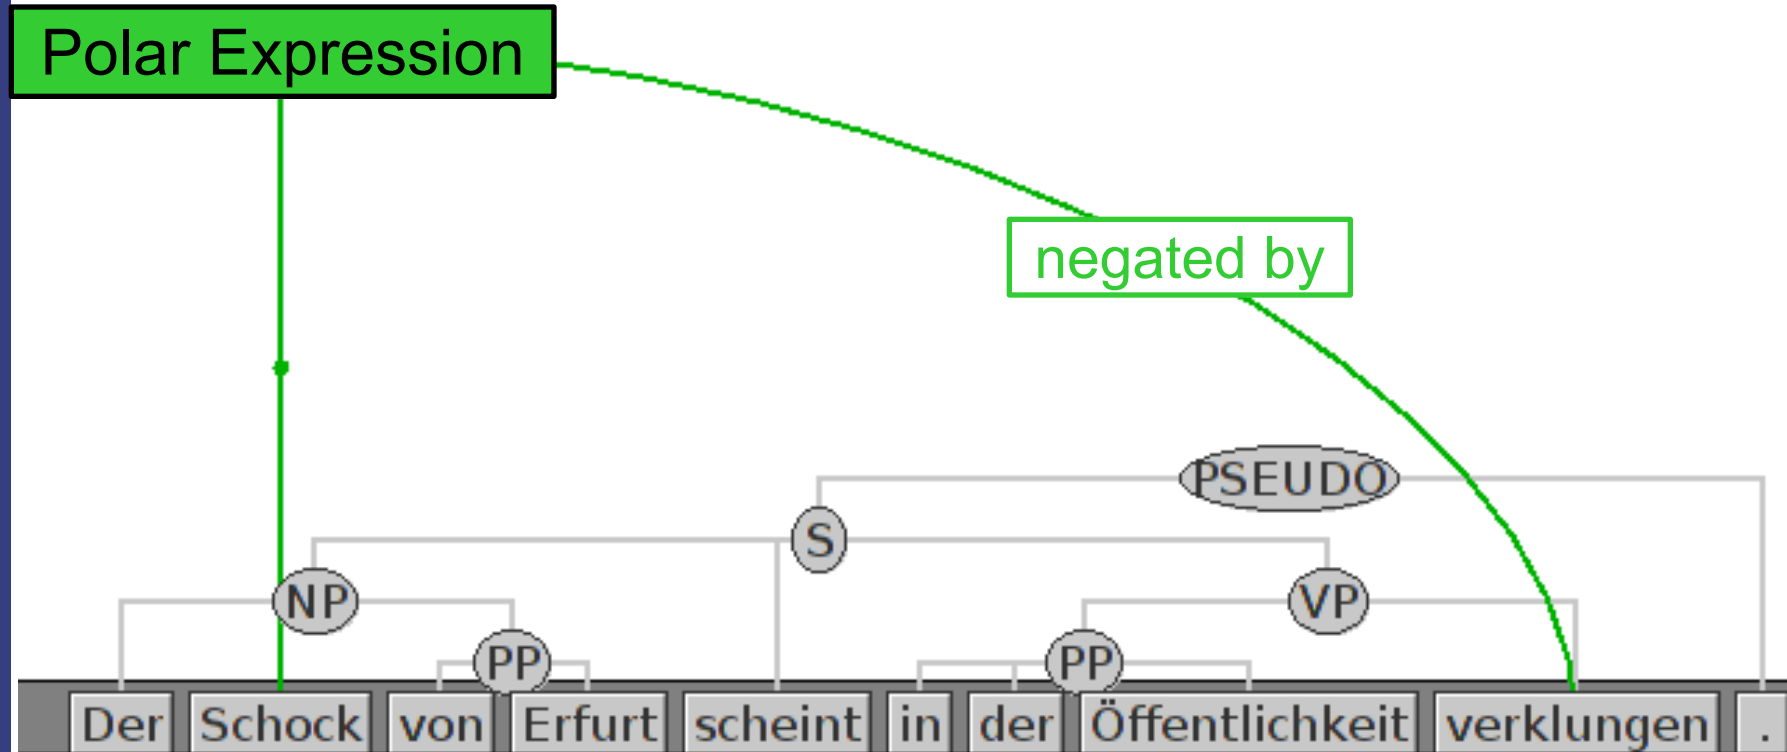 Polar Expression
negated by
PSEUDO
S
NP
VP
PP
PP
Der Schock von Erfurt scheint in der Öffentlichkeit verklungen .